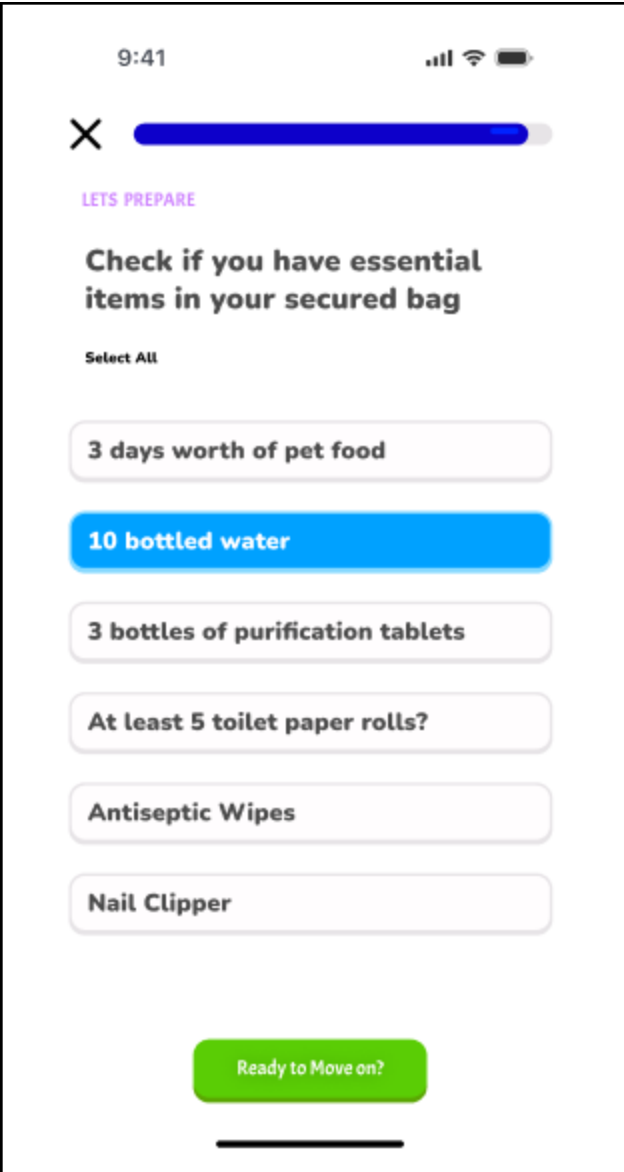 9:41
LETS PREPARE
Check if you have essential
items in your secured bag
Select All
3 days worth of pet food
10 bottled water
3 bottles of purification tablets
At least 5 toilet paper rolls?
Antiseptic Wipes
Nail Clipper
Ready to Move on?